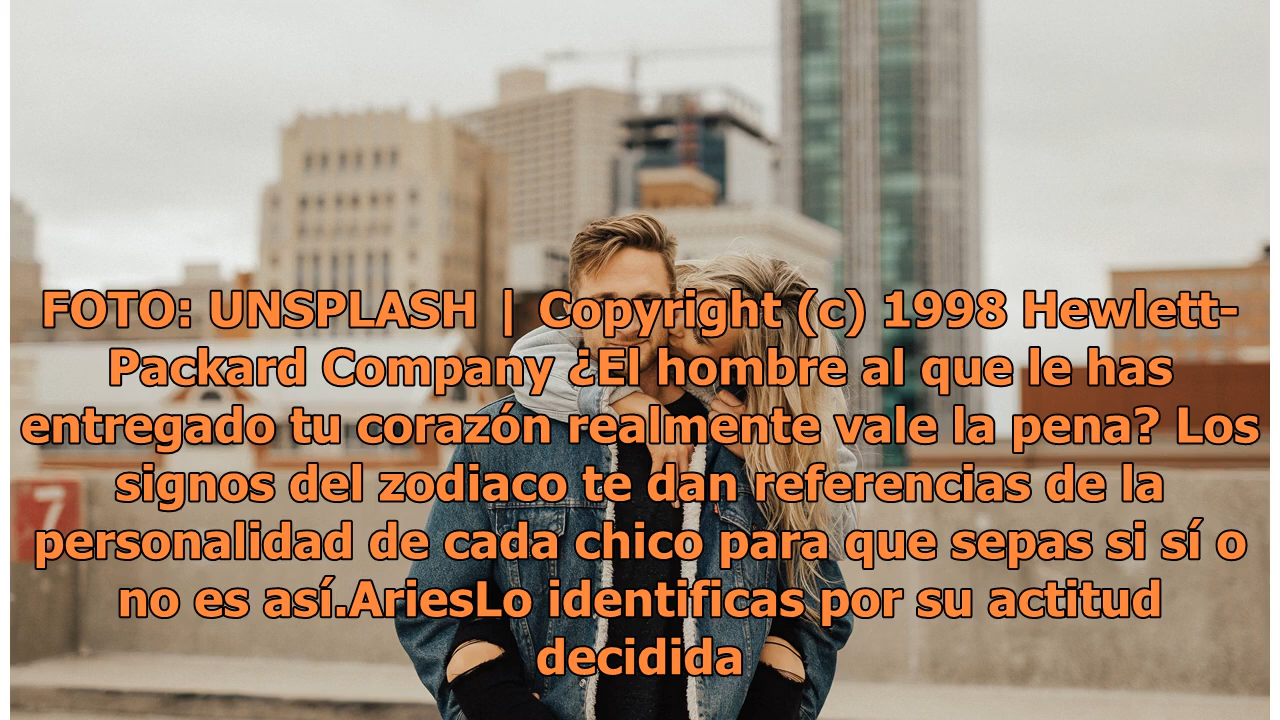 FOTO: UNSPLASH | Copyright (c) 1998 Hewlett-
Packard Company ¿El hombre al que le has
entregado tu corazón realmente vale la pena? Los
signos del zodiaco te dan referencias de la
7
personalidad de cada chico para que sepas si sí o
no es así.AriesLo identificas por su actitud
decidida